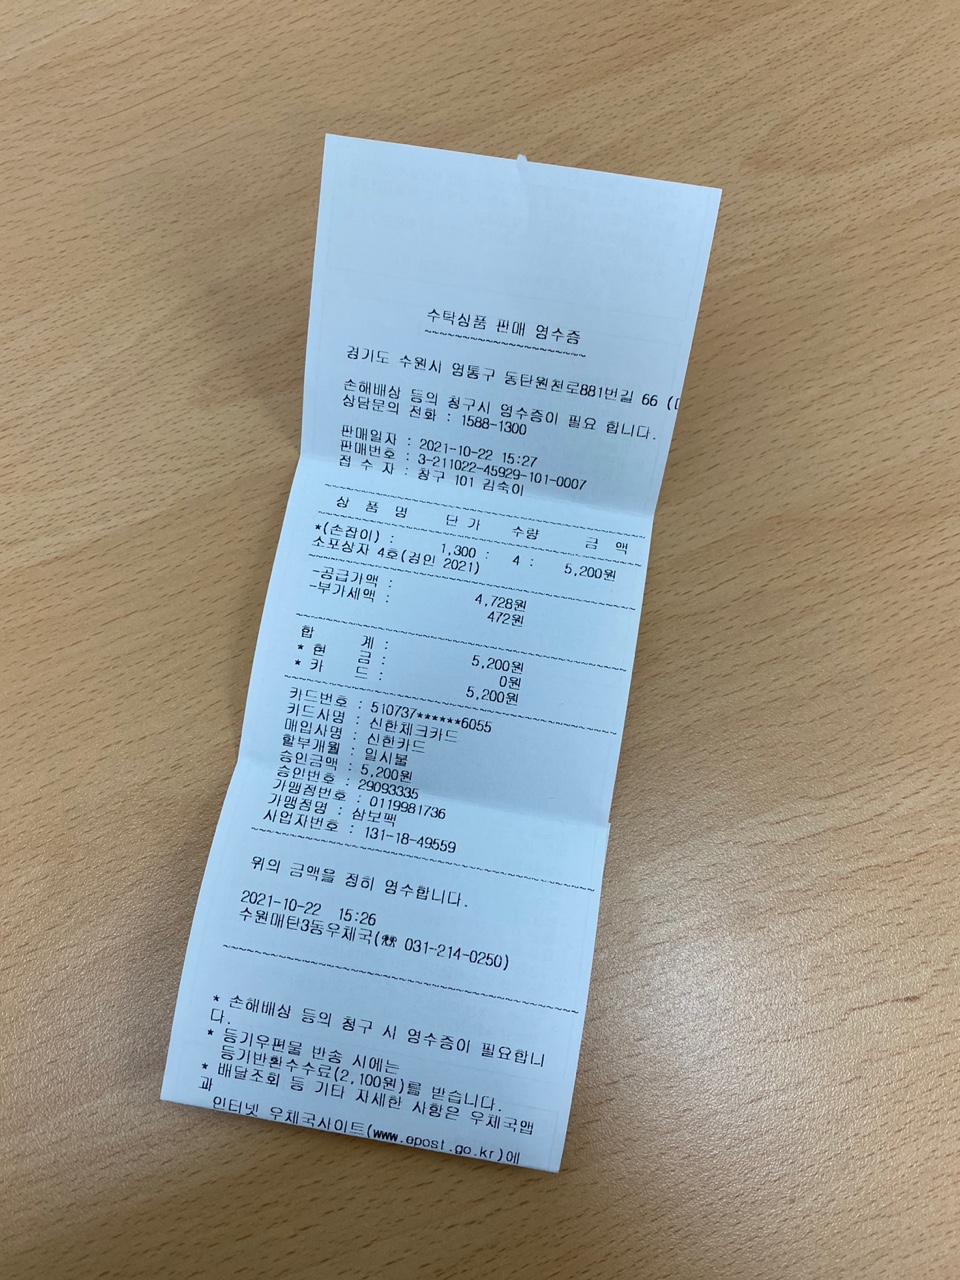 수탁상품 판매 영수증
경기도 수원시 영통구 동탄원천로881번길 66 (
손해배상 등의 청구시 영수증이 필요 합니다.
상담문의 전화 : 1588-1300
판매일자 : 2021-10-22 15:27
판매번호 : 3-211022-45929-101-0007
접 수 자 : 창구 101 김숙이
상 품 명 단 가 수량 금 액
*(손잡이) : 1,300 : 4 : 5,200원
소포상자 4호(경인 2021)
-공급가액 : 4,728원
-부가세액 : 472원
합 계 : 5,200원
* 현 금 : 0원
* 카 드 : 5,200원
카드번호 : 510737******6055
카드사명 : 신한체크카드
매입사명 : 신한카드
할부개월 : 일시불
승인금액 : 5,200원
승인번호 : 29093335
가맹점번호 : 0119981736
가맹점명 : 삼보팩
사업자번호 : 131-18-49559
위의 금액을 정히 영수합니다.
2021-10-22 15:26
수원매탄3동우체국(☎ 031-214-0250)
* 손해배상 등의 청구 시 영수증이 필요합니
다.
* 등기우편물 반송 시에는
등기반환수수료(2,100원)를 받습니다.
* 배달조회 등 기타 자세한 사항은 우체국앱
과
인터넷 우체국사이트(www.epost.go.kr)에